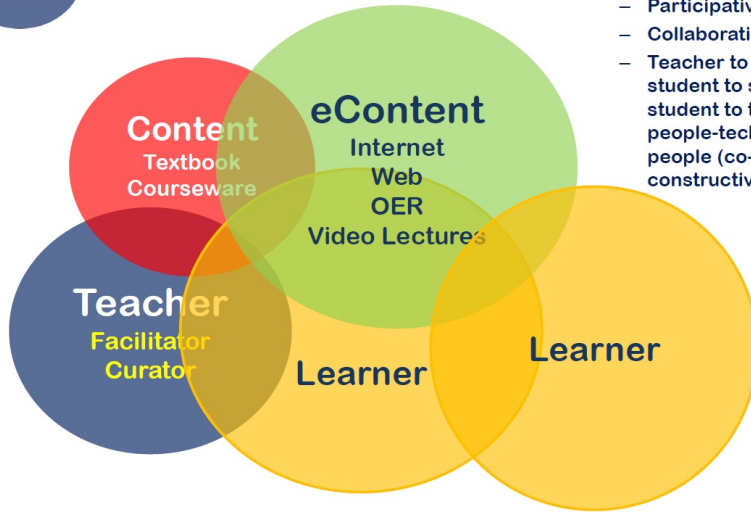 – Participativ
– Collaborati
– Teacher to
student to s
student to t
people-tech
people (co-
constructiv
eContent
Internet
Web
OER
Video Lectures
Content
Textbook
Courseware
Teacher
Facilitator
Curator
Learner
Learner